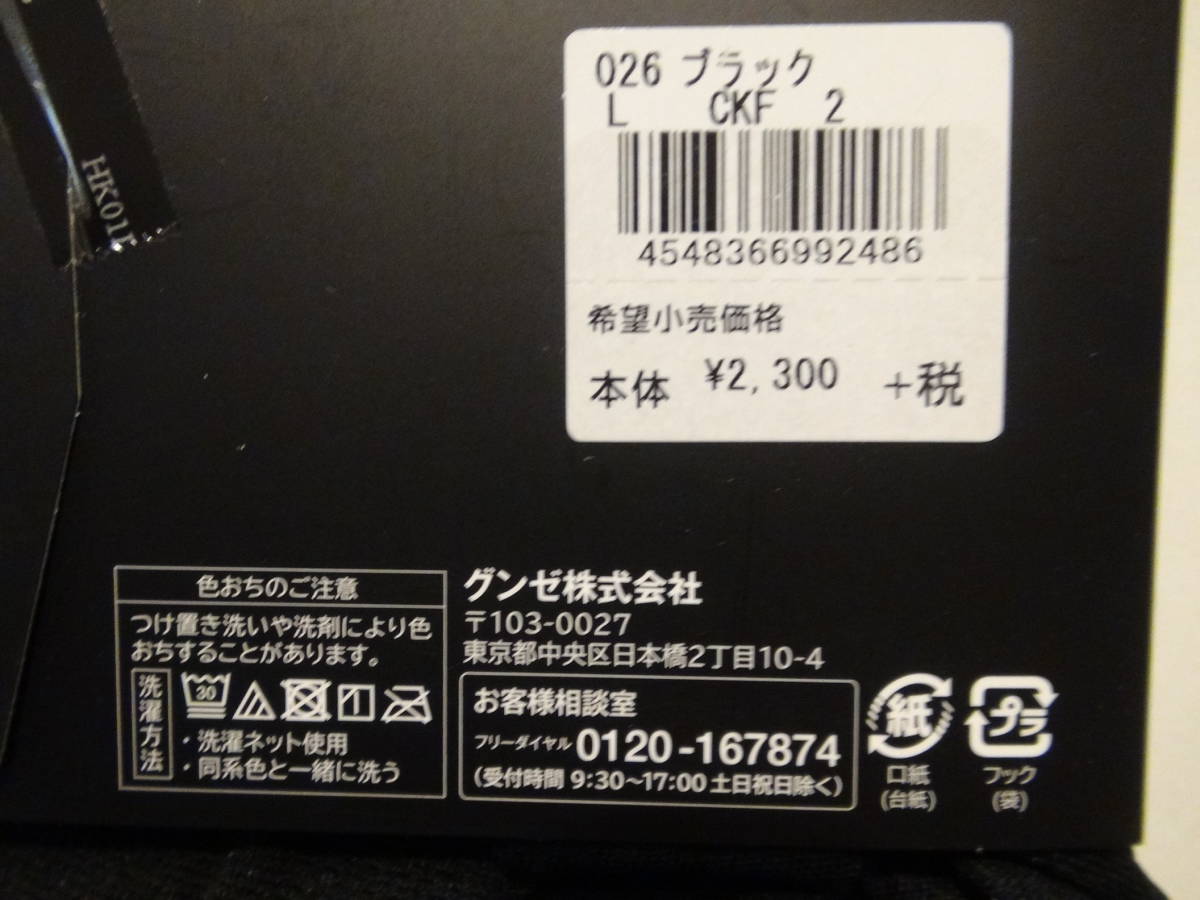 HK01
026 ブラック
L CKF 2
4548366992486
希望小売価格
本体 ¥2,300 +税
色おちのご注意
つけ置き洗いや洗剤により色
おちすることがあります。
洗濯方法
30
・洗濯ネット使用
・同系色と一緒に洗う
グンゼ株式会社
〒103-0027
東京都中央区日本橋2丁目10-4
お客様相談室
フリーダイヤル 0120-167874
(受付時間 9:30~17:00 土日祝日除く)
紙
口紙
(台紙)
プラ
フック
(袋)